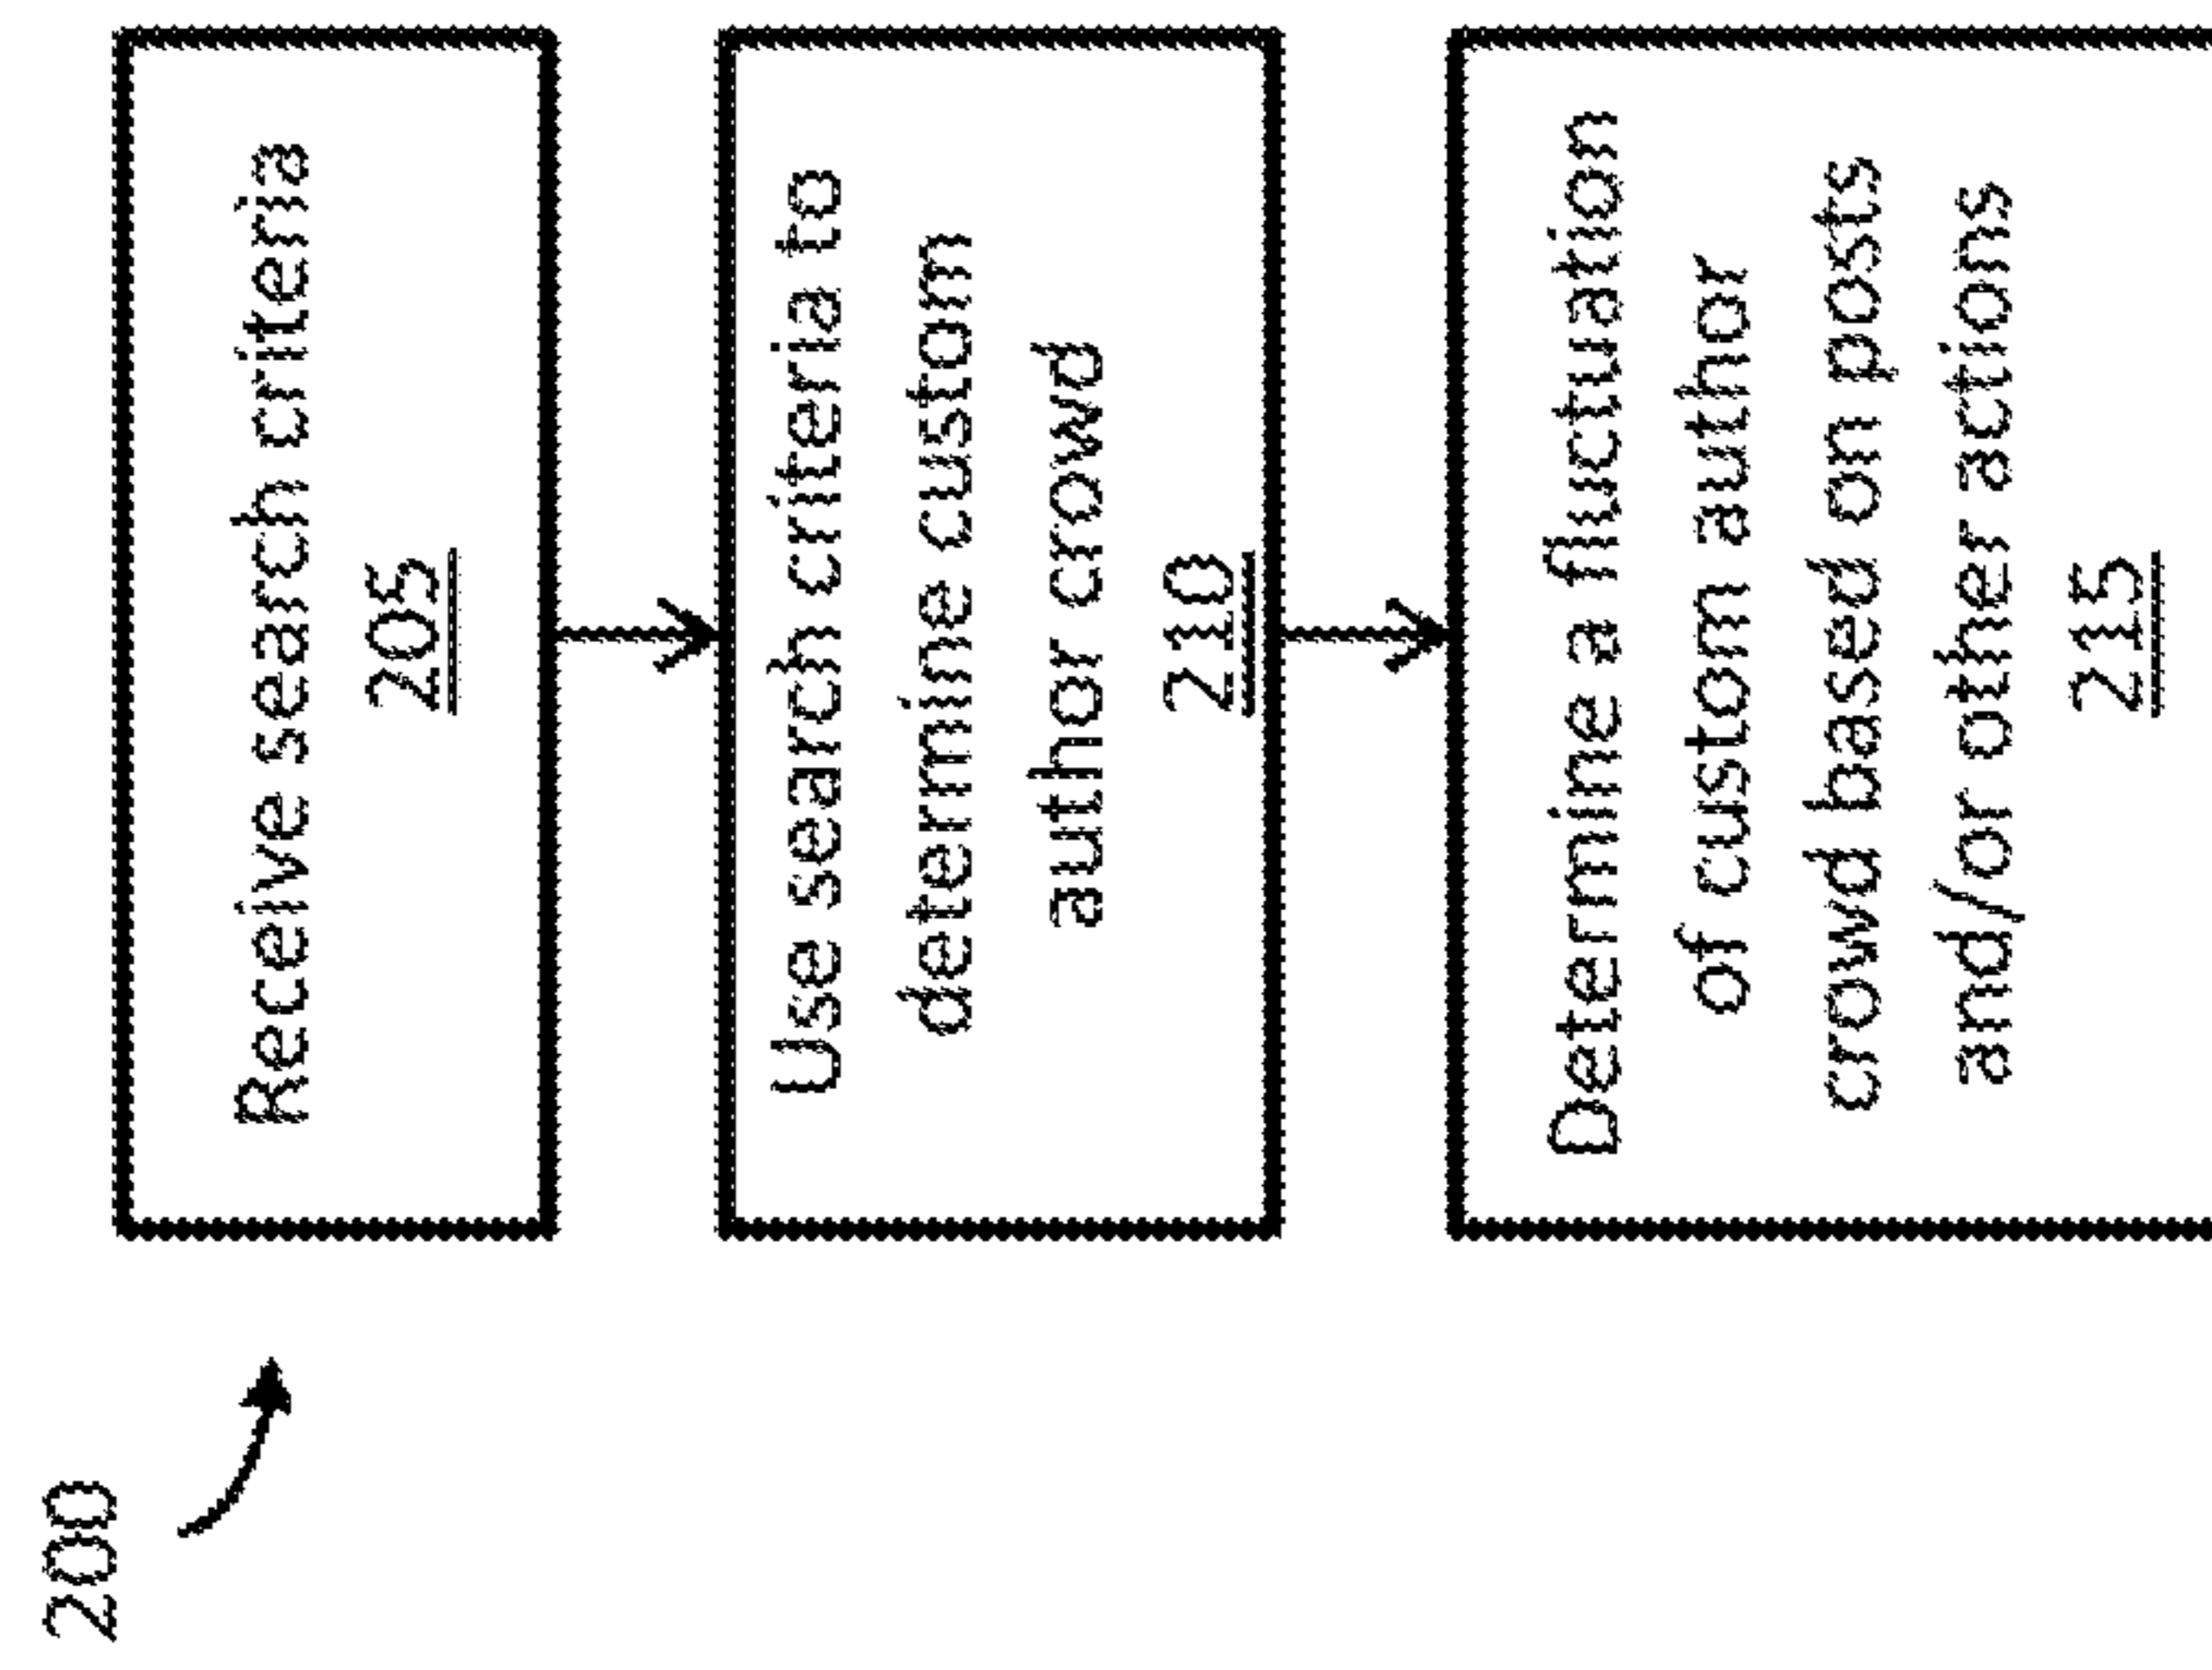 200
Receive search criteria
205
Use search criteria to
determine custom
author crowd
210
Determine a fluctuation
of custom author
crowd based on posts
and/or other actions
215